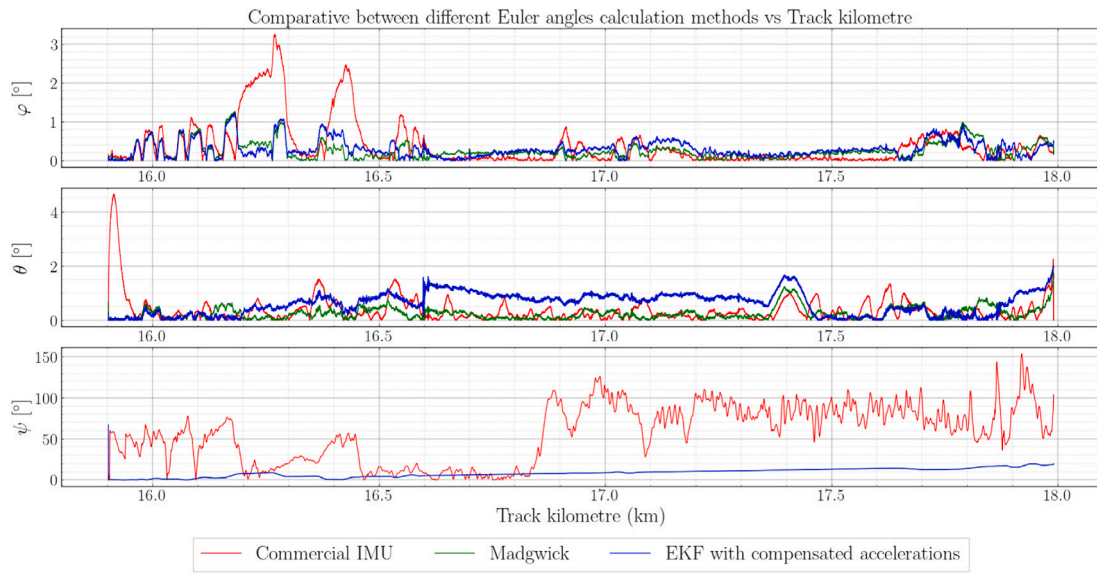 Comparative between different Euler angles calculation methods vs Track kilometre
3
2
1
0
φ [°]
16.0 16.5 17.0 17.5 18.0
4
2
0
θ [°]
16.0 16.5 17.0 17.5 18.0
150
100
50
0
ψ [°]
16.0 16.5 17.0 17.5 18.0
Track kilometre (km)
Commercial IMU Madgwick EKF with compensated accelerations